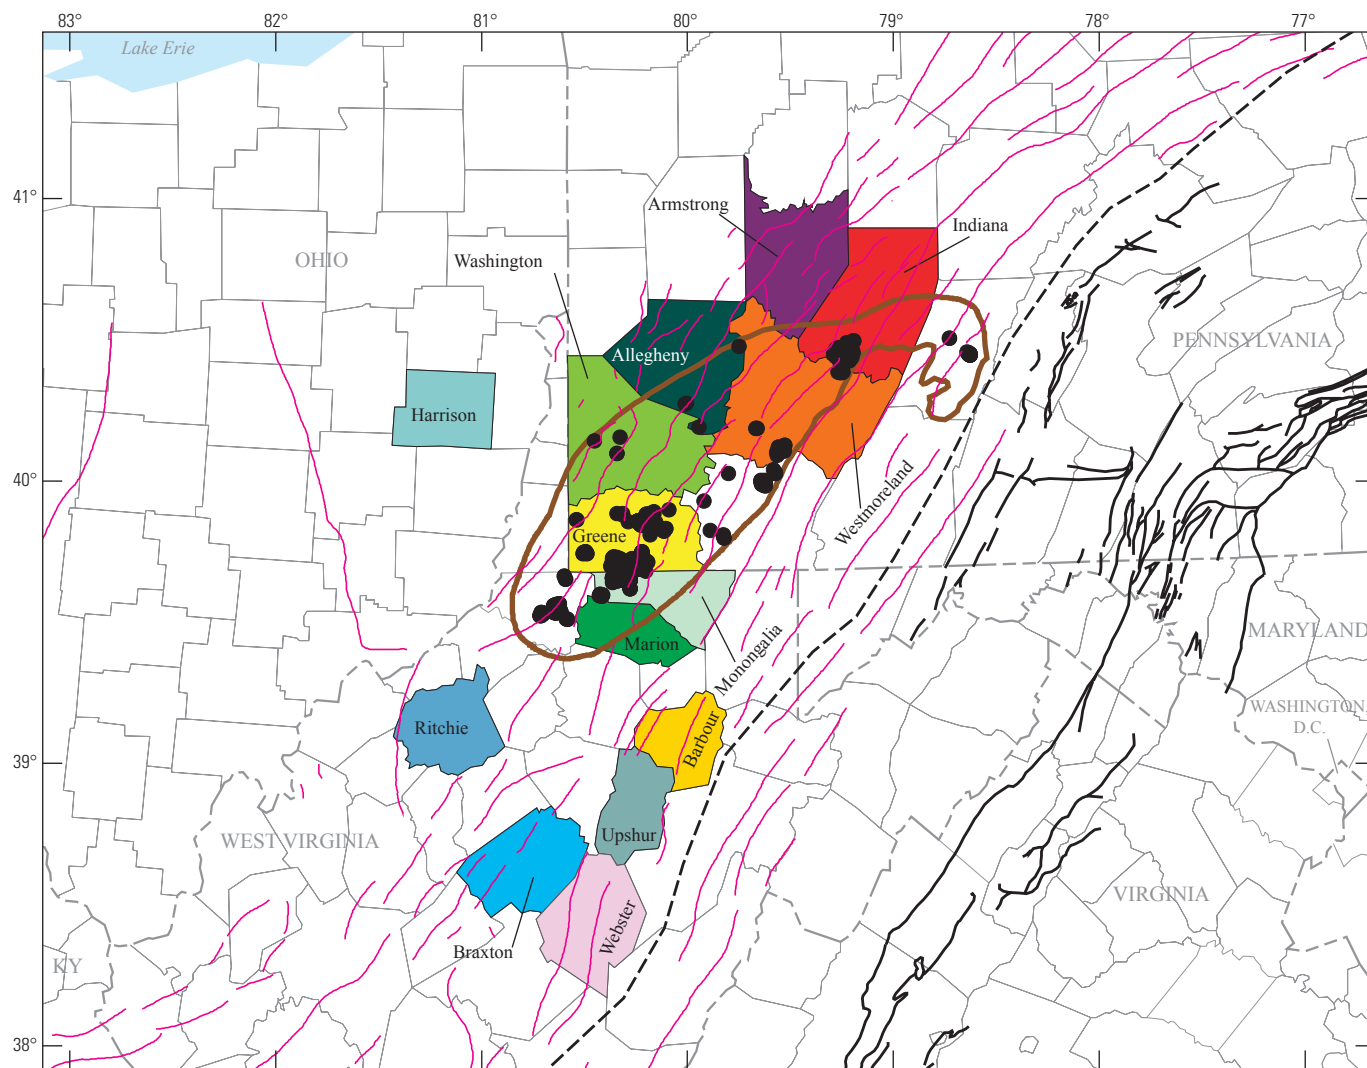 83° 82° 81° 80° 79° 78° 77°
Lake Erie
41°
Armstrong
Indiana
Washington
OHIO
PENNSYLVANIA
Allegheny
Harrison
40°
Westmoreland
Greene
MARYLAND
Marion
Monongalia
WASHINGTON,
D.C.
Ritchie
Barbour
39°
WEST VIRGINIA
Upshur
VIRGINIA
Webster
Braxton
KY
38°